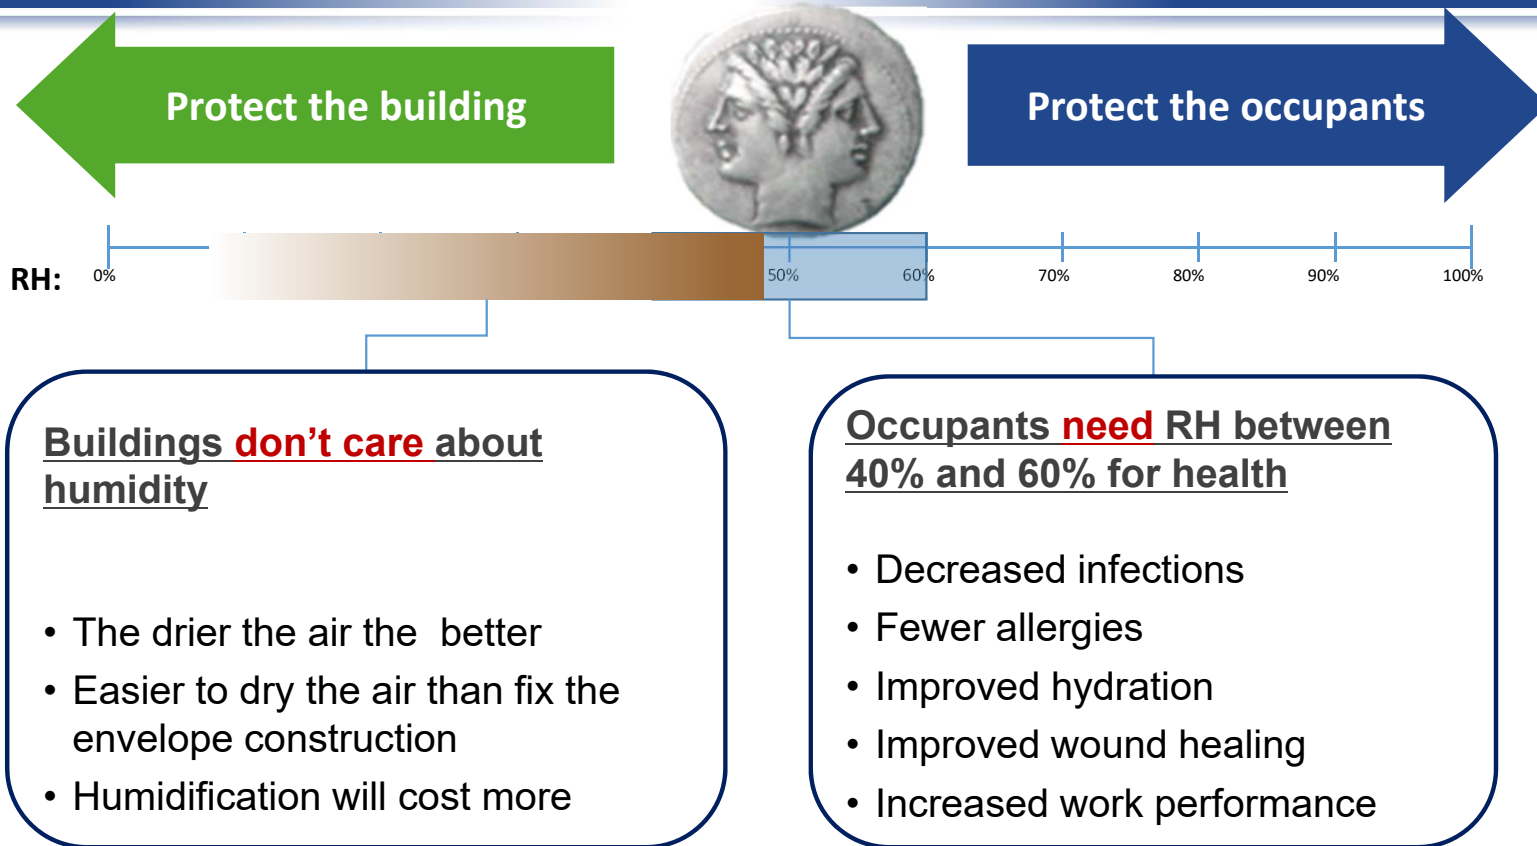 Protect the building
Protect the occupants
RH:
0%
50%
60%
70%
80%
90%
100%
Buildings don’t care about
humidity
• The drier the air the  better
• Easier to dry the air than fix the
envelope construction
• Humidification will cost more
Occupants need RH between
40% and 60% for health
• Decreased infections
• Fewer allergies
• Improved hydration
• Improved wound healing
• Increased work performance